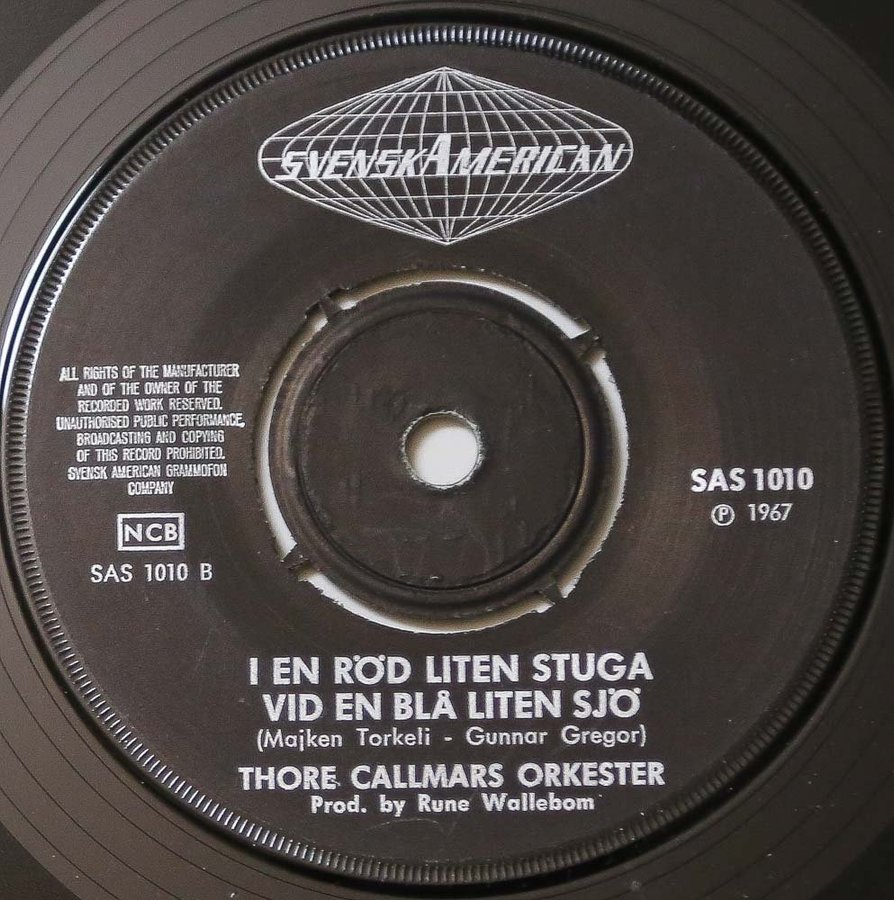 SVENSKAMERICAN
ALL RIGHTS OF THE MANUFACTURER
AND OF THE OWNER OF THE
RECORDED WORK RESERVED.
UNAUTHORISED PUBLIC PERFORMANCE,
BROADCASTING AND COPYING
OF THIS RECORD PROHIBITED.
SVENSK AMERICAN GRAMMOFON
COMPANY
NCB
SAS 1010 B
SAS 1010
Ⓟ 1967
I EN RÖD LITEN STUGA
VID EN BLÅ LITEN SJÖ
(Majken Torkeli - Gunnar Gregor)
THORE CALLMARS ORKESTER
Prod. by Rune Wallebom